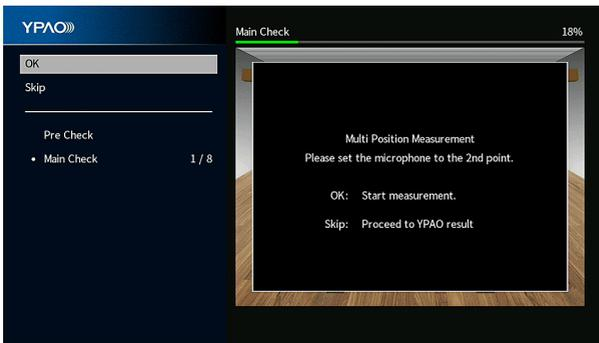 YPAO
Main Check 18%
OK
Skip
Pre Check
• Main Check 1 / 8
Multi Position Measurement
Please set the microphone to the 2nd point.
OK: Start measurement.
Skip: Proceed to YPAO result